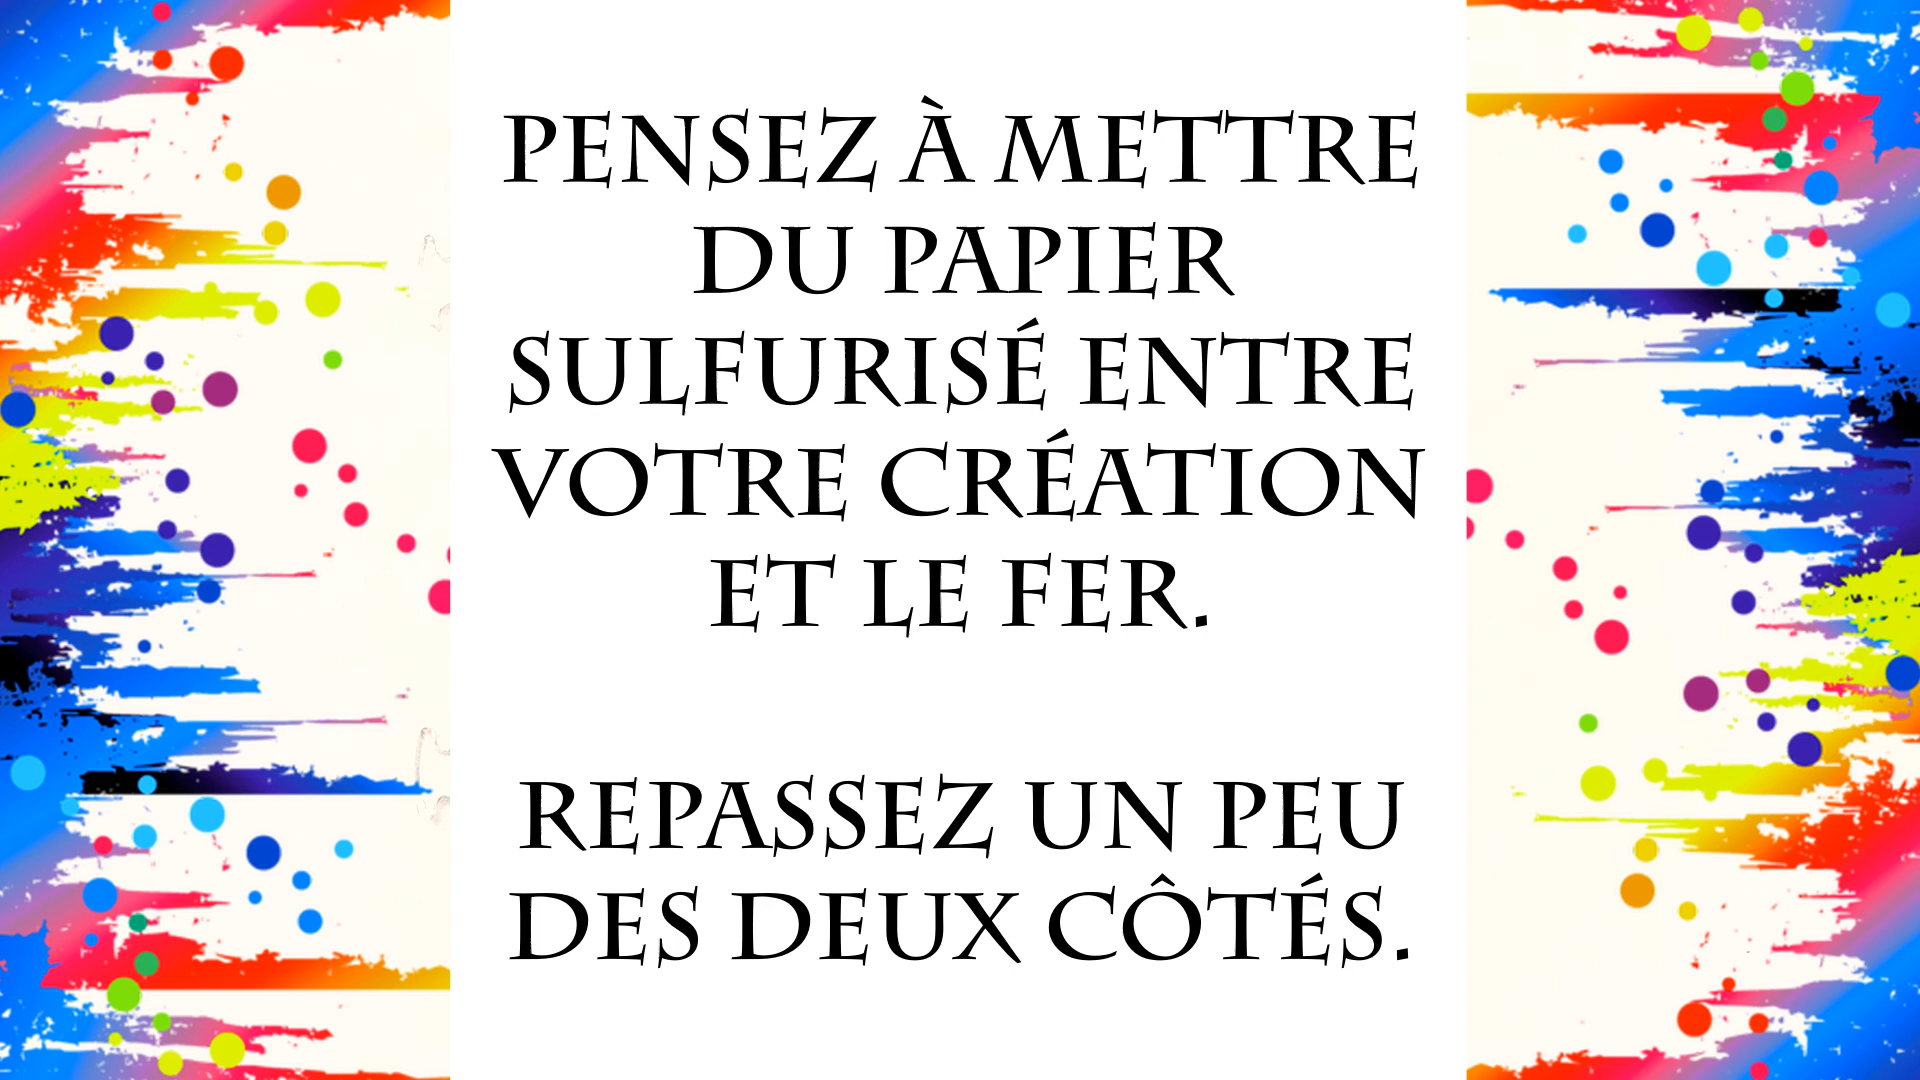 PENSEZ À METTRE
DU PAPIER
SULFURISÉ ENTRE
VOTRE CRÉATION
ET LE FER.
REPASSEZ UN PEU
DES DEUX CÔTÉS.